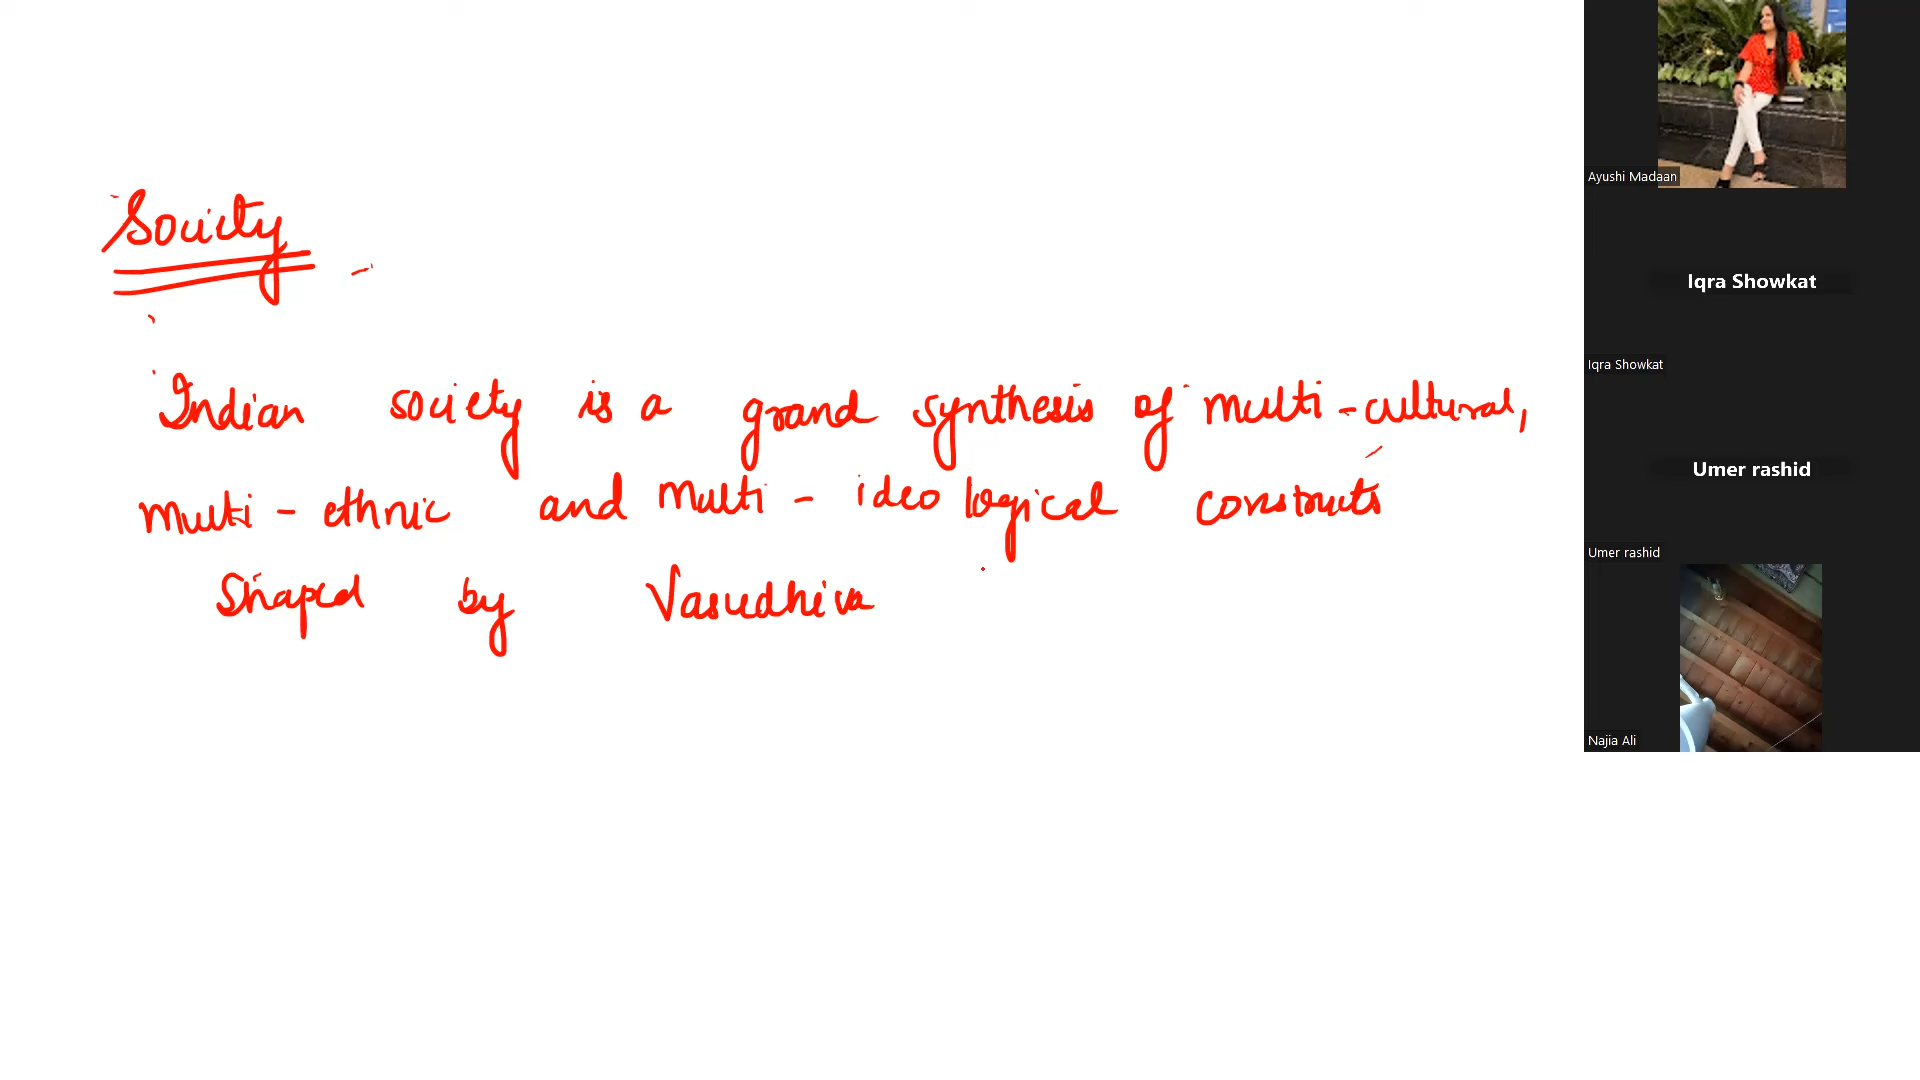 Society
Indian society is a grand synthesis of multi-cultural,
multi-ethnic and multi-ideological constructs
shaped by Vasudhiva
Ayushi Madaan
Iqra Showkat
Iqra Showkat
Umer rashid
Umer rashid
Najia Ali